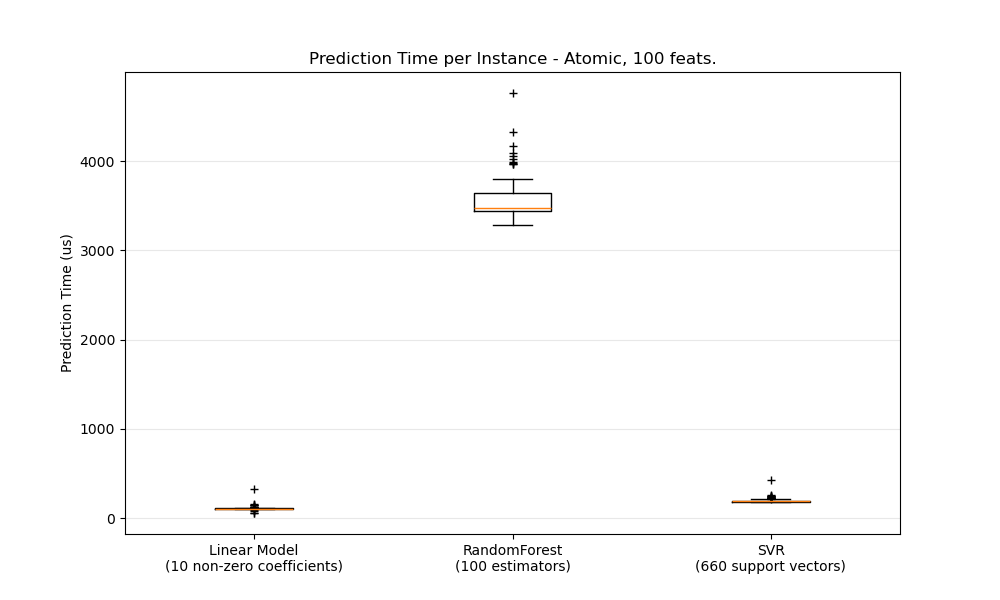 Prediction Time per Instance - Atomic, 100 feats.
Prediction Time (us)
4000
3000
2000
1000
0
Linear Model
(10 non-zero coefficients)
RandomForest
(100 estimators)
SVR
(660 support vectors)